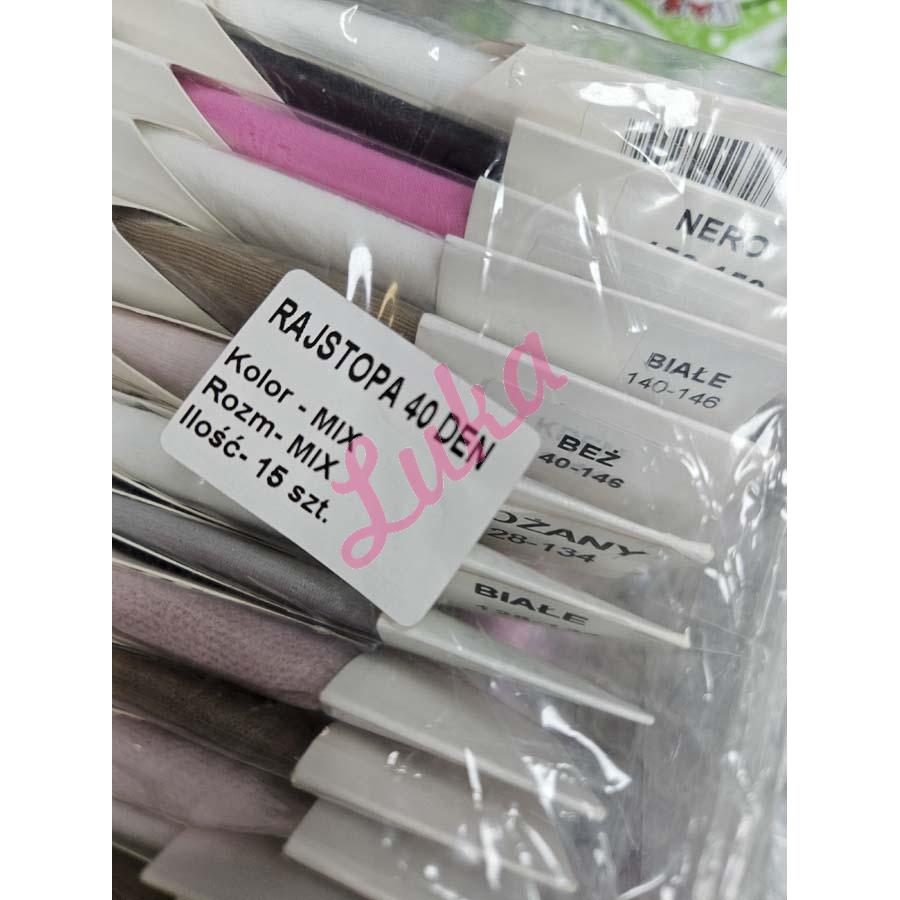 NERO
BIAŁE
140-146
RAJSTOPA 40 DEN
Kolor - MIX
Rozm- MIX
Ilość- 15 szt.
Luka
BEŻ
40-146
OŻANY
28-134
BIAŁE